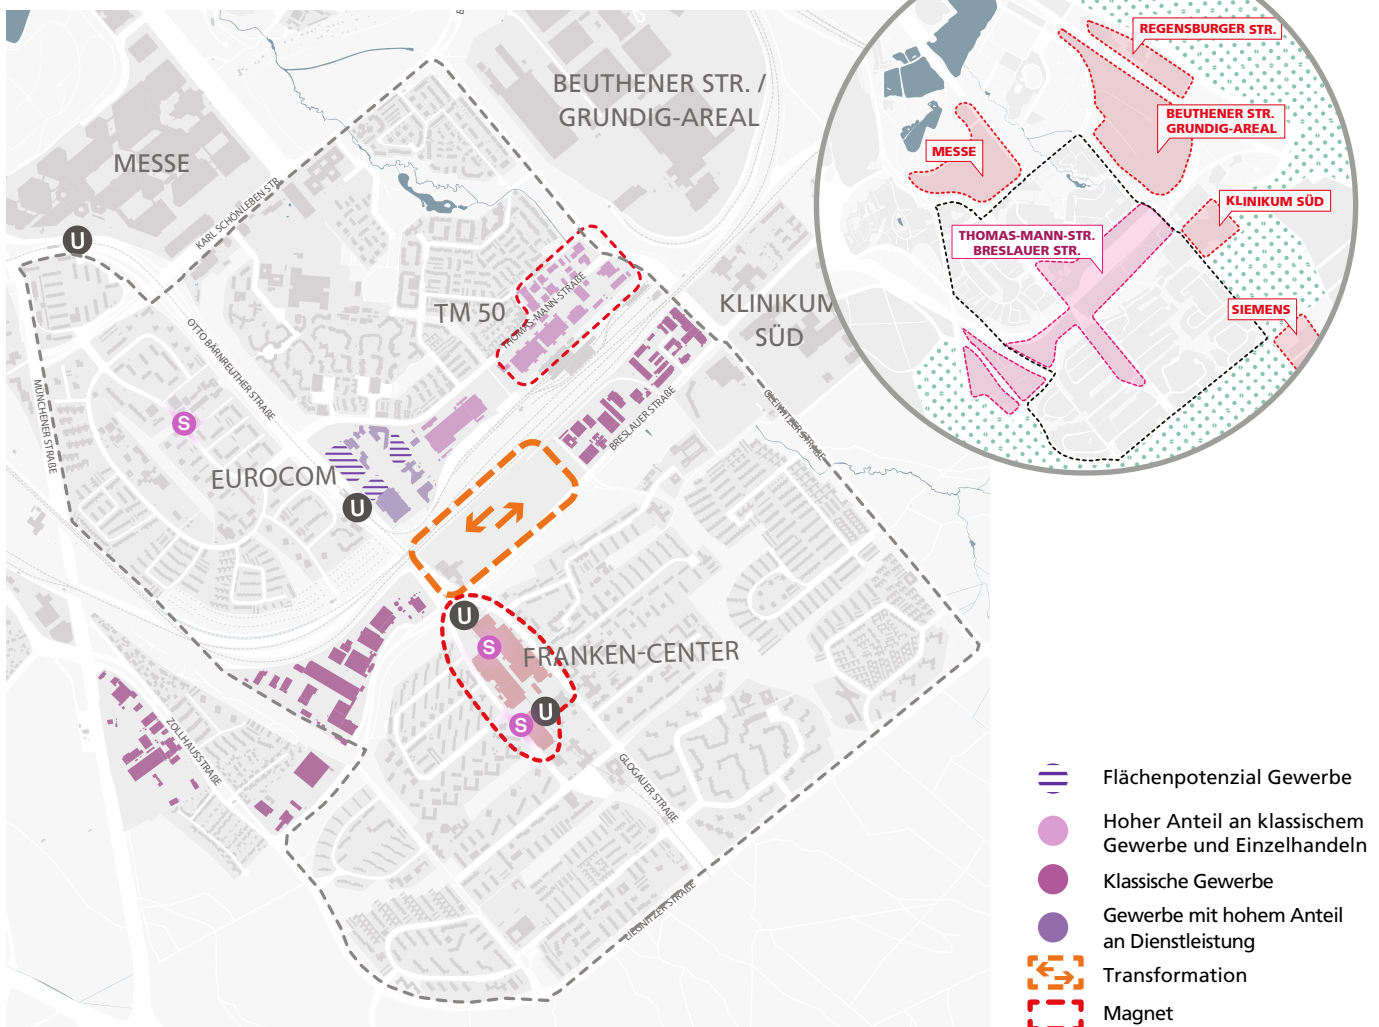 BEUTHENER STR. /
GRUNDIG-AREAL
MESSE
KARL SCHÖNLEBEN STR.
U
TM 50
THOMAS-MANN-STRAßE
KLINIKUM
SÜD
OTTO BÄRNREUTHER STRAßE
MÜNCHENER STRAßE
S
EUROCOM
U
BRESLAUER STRAßE
GLEIWITZER STRAßE
U
S
FRANKEN-CENTER
S
U
ZOLLHAUSSTRAßE
GLOGAUER STRAßE
LIEGNITZER STRAßE
REGENSBURGER STR.
BEUTHENER STR.
GRUNDIG-AREAL
MESSE
KLINIKUM SÜD
THOMAS-MANN-STR.
BRESLAUER STR.
SIEMENS
Flächenpotenzial Gewerbe
Hoher Anteil an klassischem
Gewerbe und Einzelhandeln
Klassische Gewerbe
Gewerbe mit hohem Anteil
an Dienstleistung
Transformation
Magnet